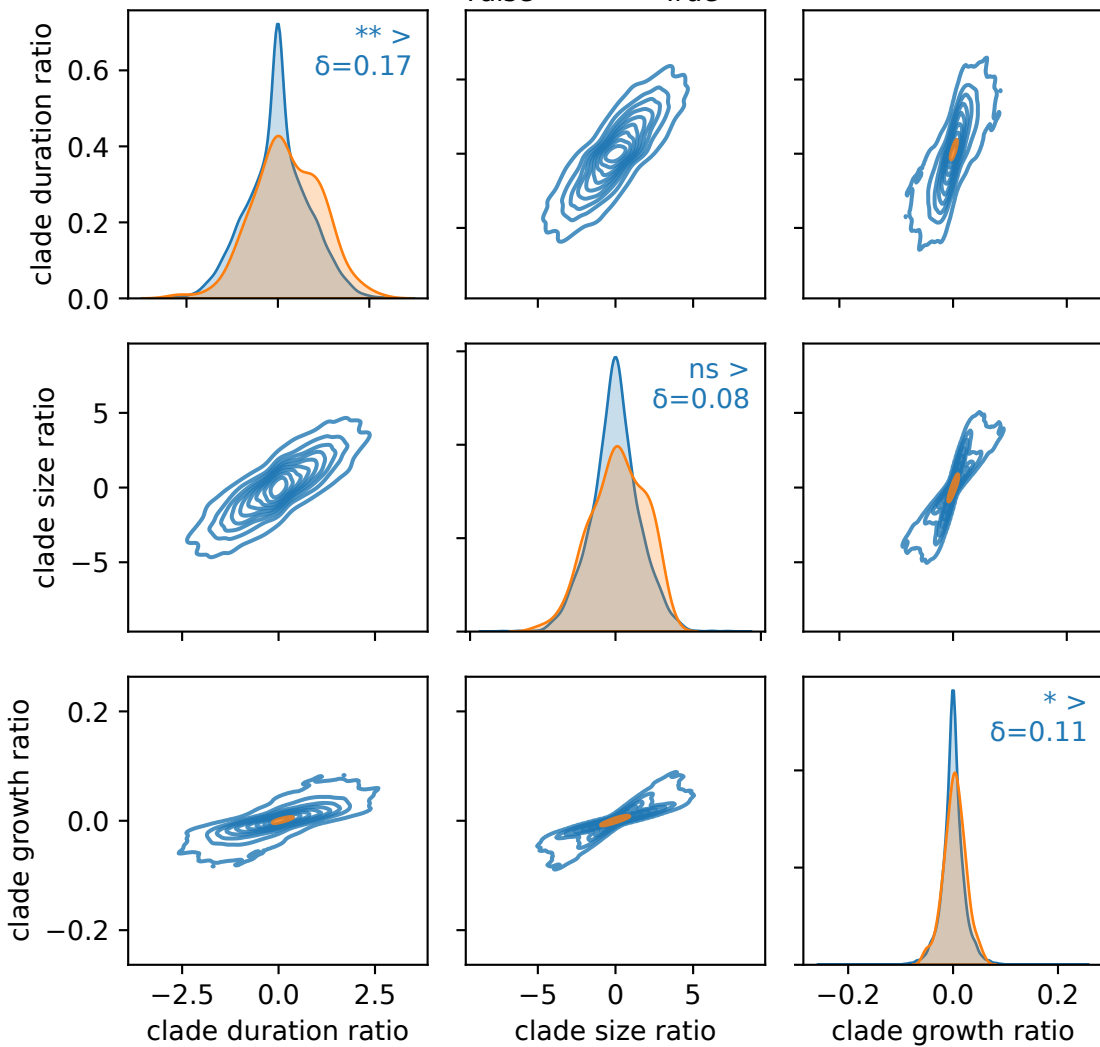 clade duration ratio
0.6
0.4
0.2
0.0
** >
δ=0.17
clade size ratio
5
0
−5
ns >
δ=0.08
clade growth ratio
0.2
0.0
−0.2
* >
δ=0.11
−2.5 0.0 2.5
−5 0 5
−0.2 0.0 0.2
clade duration ratio
clade size ratio
clade growth ratio